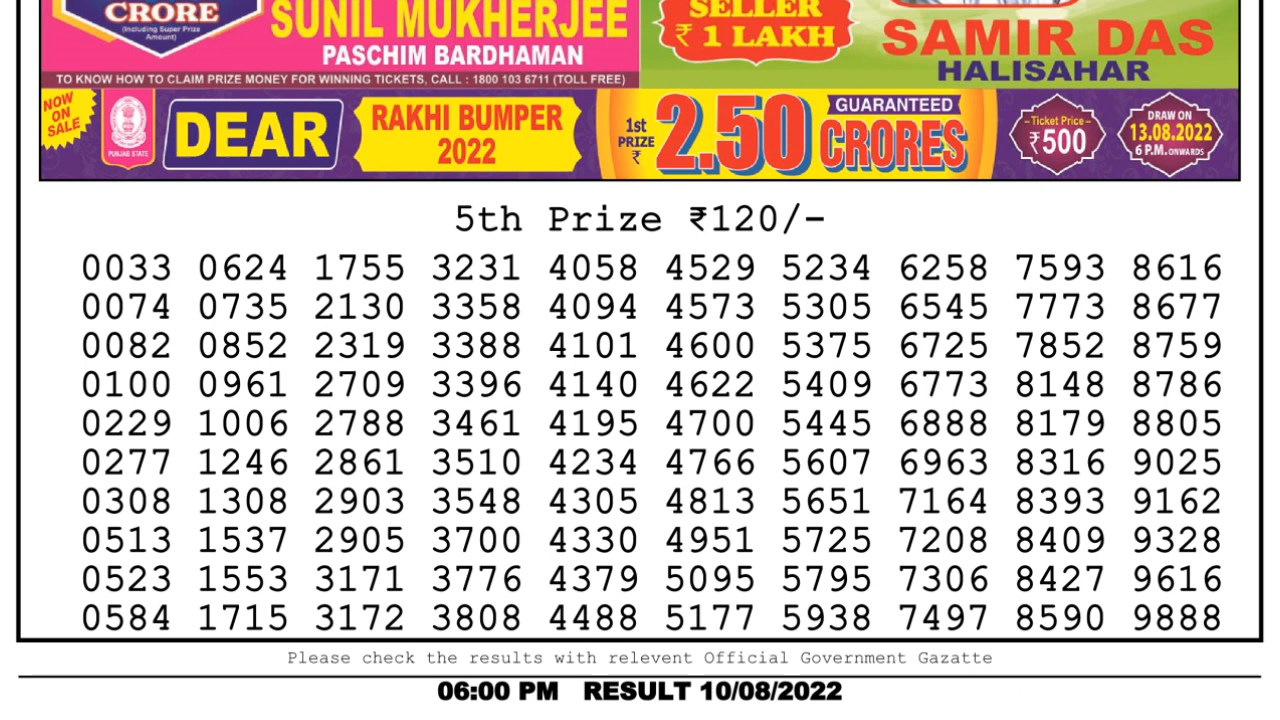 CRORE
(Including Super Prize
Amount)
SUNIL MUKHERJEE
PASCHIM BARDHAMAN
TO KNOW HOW TO CLAIM PRIZE MONEY FOR WINNING TICKETS, CALL : 1800 103 6711 (TOLL FREE)
SELLER
₹ 1 LAKH
SAMIR DAS
HALISAHAR
NOW
ON
SALE
PUNJAB STATE
DEAR
RAKHI BUMPER
2022
1st
PRIZE
₹
2.50
GUARANTEED
CRORES
Ticket Price
₹500
DRAW ON
13.08.2022
6 P.M. ONWARDS
5th Prize ₹120/-
0033 0624 1755 3231 4058 4529 5234 6258 7593 8616
0074 0735 2130 3358 4094 4573 5305 6545 7773 8677
0082 0852 2319 3388 4101 4600 5375 6725 7852 8759
0100 0961 2709 3396 4140 4622 5409 6773 8148 8786
0229 1006 2788 3461 4195 4700 5445 6888 8179 8805
0277 1246 2861 3510 4234 4766 5607 6963 8316 9025
0308 1308 2903 3548 4305 4813 5651 7164 8393 9162
0513 1537 2905 3700 4330 4951 5725 7208 8409 9328
0523 1553 3171 3776 4379 5095 5795 7306 8427 9616
0584 1715 3172 3808 4488 5177 5938 7497 8590 9888
Please check the results with relevent Official Government Gazatte
06:00 PM RESULT 10/08/2022